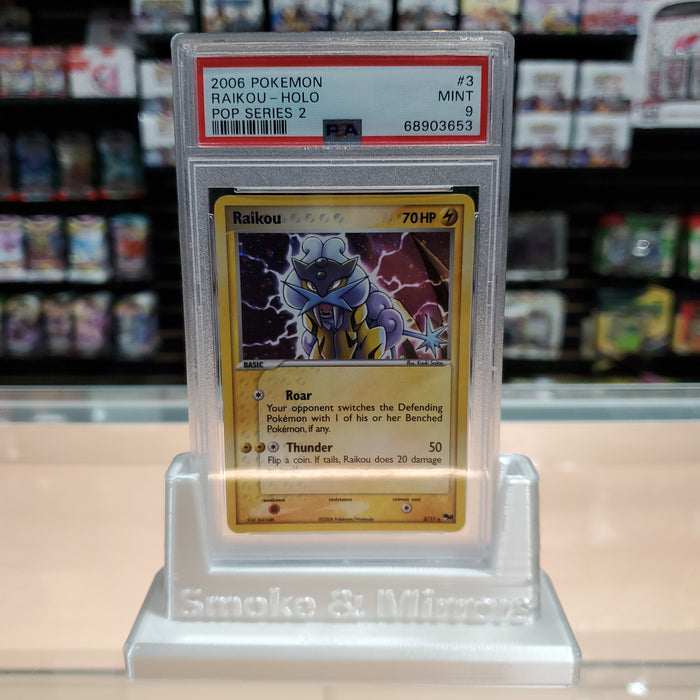 2006 POKEMON #3
RAIKOU - HOLO MINT
POP SERIES 2 9
PSA 68903653
Raikou 70 HP
BASIC
Roar
Your opponent switches the Defending
Pokémon with 1 of his or her Benched
Pokémon, if any.
Thunder 50
Flip a coin. If tails, Raikou does 20 damage
weakness resistance retreat cost
©2006 Pokémon/Nintendo 3/17
Smoke & Mirrors